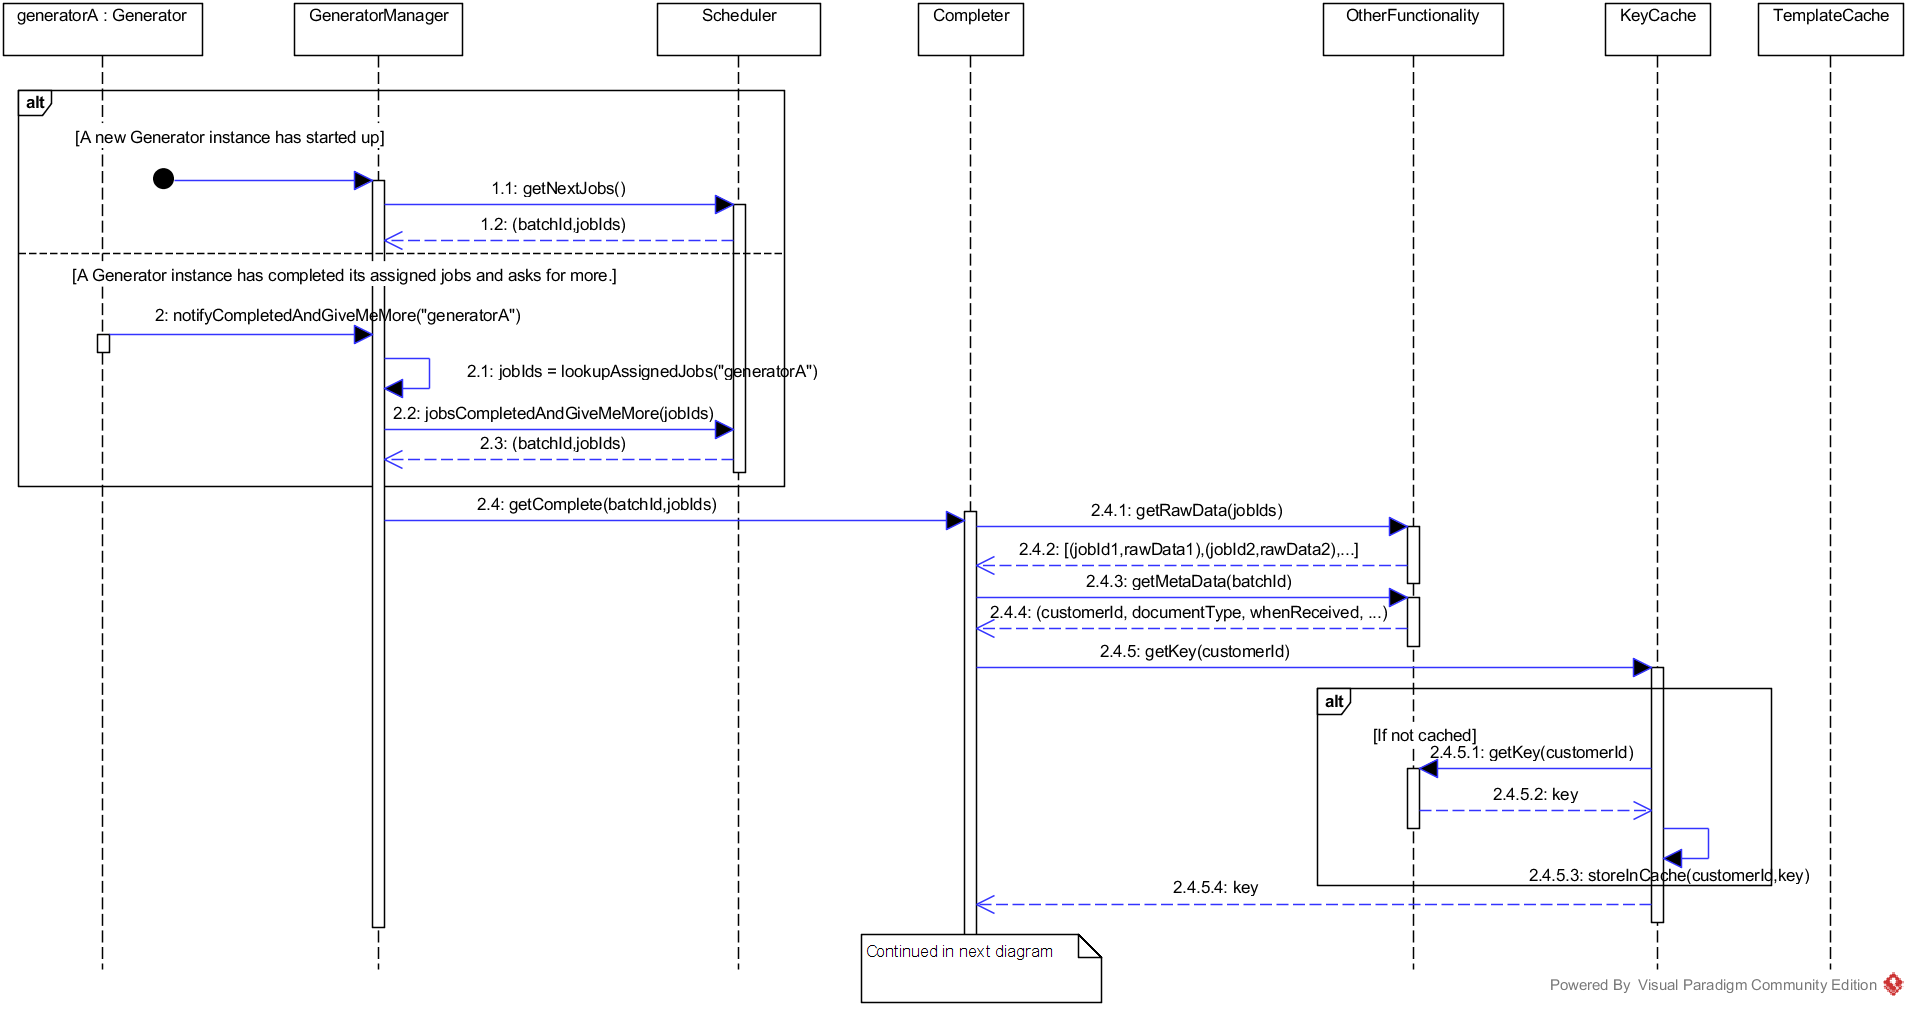 generatorA : Generator
GeneratorManager
Scheduler
Completer
OtherFunctionality
KeyCache
TemplateCache
alt
[A new Generator instance has started up]
1.1: getNextJobs()
1.2: (batchId,jobIds)
[A Generator instance has completed its assigned jobs and asks for more.]
2: notifyCompletedAndGiveMeMore("generatorA")
2.1: jobIds = lookupAssignedJobs("generatorA")
2.2: jobsCompletedAndGiveMeMore(jobIds)
2.3: (batchId,jobIds)
2.4: getComplete(batchId,jobIds)
2.4.1: getRawData(jobIds)
2.4.2: [(jobId1,rawData1),(jobId2,rawData2),...]
2.4.3: getMetaData(batchId)
2.4.4: (customerId, documentType, whenReceived, ...)
2.4.5: getKey(customerId)
alt
[If not cached]
2.4.5.1: getKey(customerId)
2.4.5.2: key
2.4.5.3: storeInCache(customerId,key)
2.4.5.4: key
Continued in next diagram
Powered By Visual Paradigm Community Edition